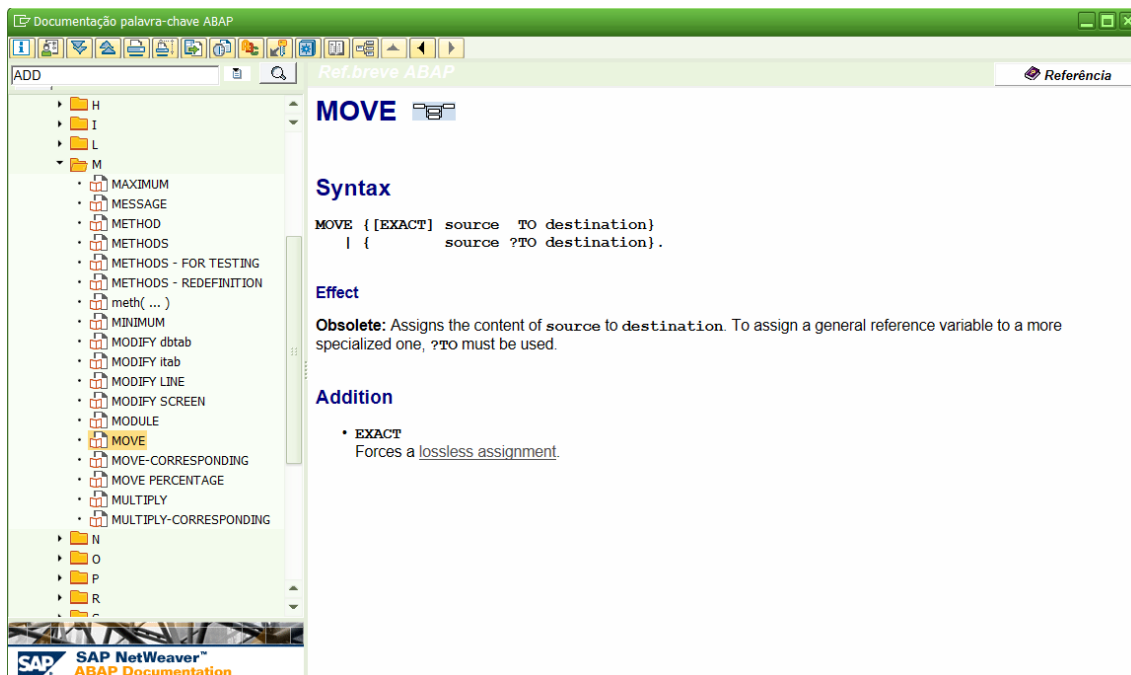 Documentação palavra-chave ABAP
ADD
Ref.breve ABAP
Referência
H
I
L
M
MAXIMUM
MESSAGE
METHOD
METHODS
METHODS - FOR TESTING
METHODS - REDEFINITION
meth( ... )
MINIMUM
MODIFY dbtab
MODIFY itab
MODIFY LINE
MODIFY SCREEN
MODULE
MOVE
MOVE-CORRESPONDING
MOVE PERCENTAGE
MULTIPLY
MULTIPLY-CORRESPONDING
N
O
P
R
SAP
SAP NetWeaver™
ABAP Documentation
MOVE
Syntax
MOVE {[EXACT] source TO destination}
| { source ?TO destination}.
Effect
Obsolete: Assigns the content of source to destination. To assign a general reference variable to a more
specialized one, ?TO must be used.
Addition
• EXACT
Forces a lossless assignment.